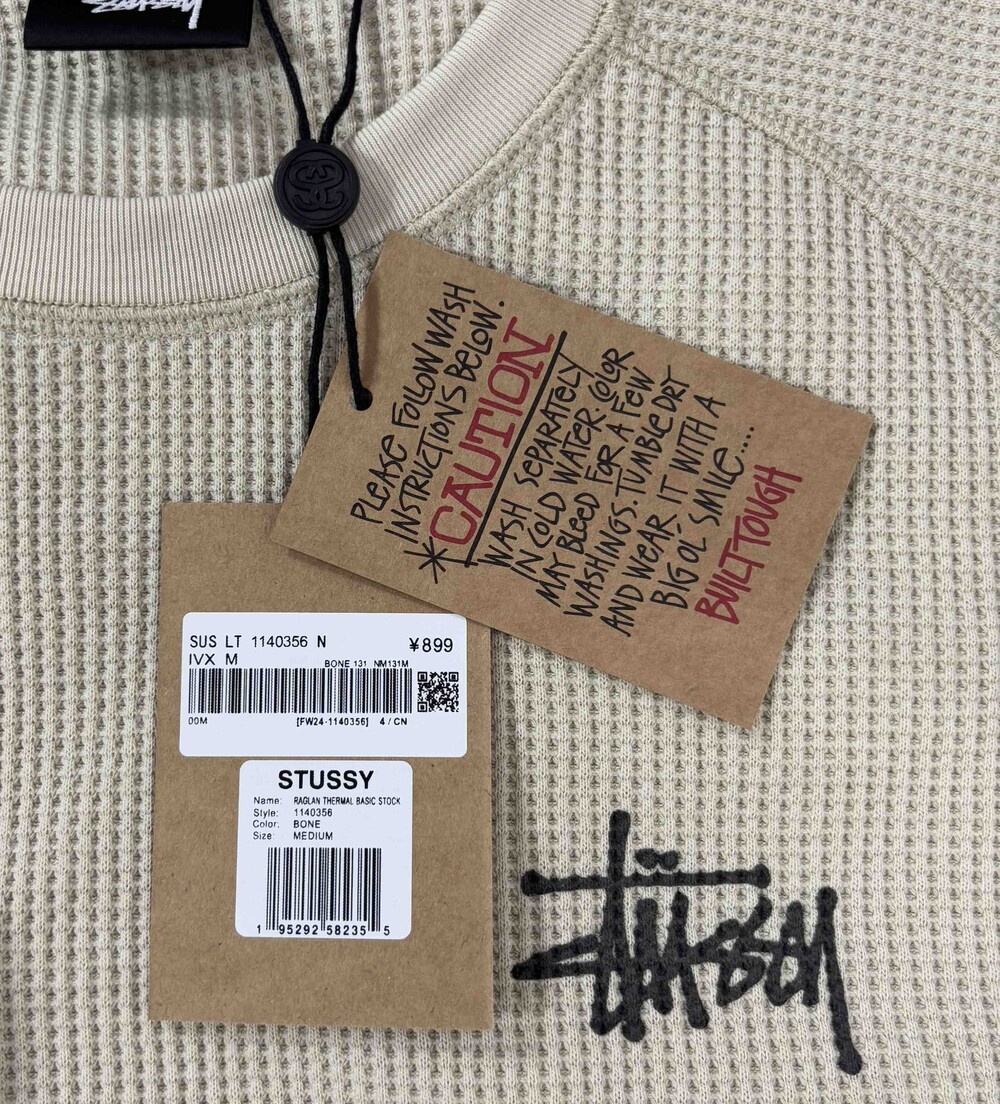 Stüssy
PLEASE FOLLOW WASH
INSTRUCTIONS BELOW.
*CAUTION
WASH SEPARATELY
IN COLD WATER. COLOR
MAY BLEED FOR A FEW
WASHINGS. TUMBLE DRY
AND WEAR IT WITH A
BIG OL' SMILE....
BUILT TOUGH
SUS LT 1140356 N ¥899
IVX M
BONE 131 NM131M
00M [FW24-1140356] 4 / CN
STUSSY
Name: RAGLAN THERMAL BASIC STOCK
Style: 1140356
Color: BONE
Size: MEDIUM
1 95292 58235 5
Stüssy